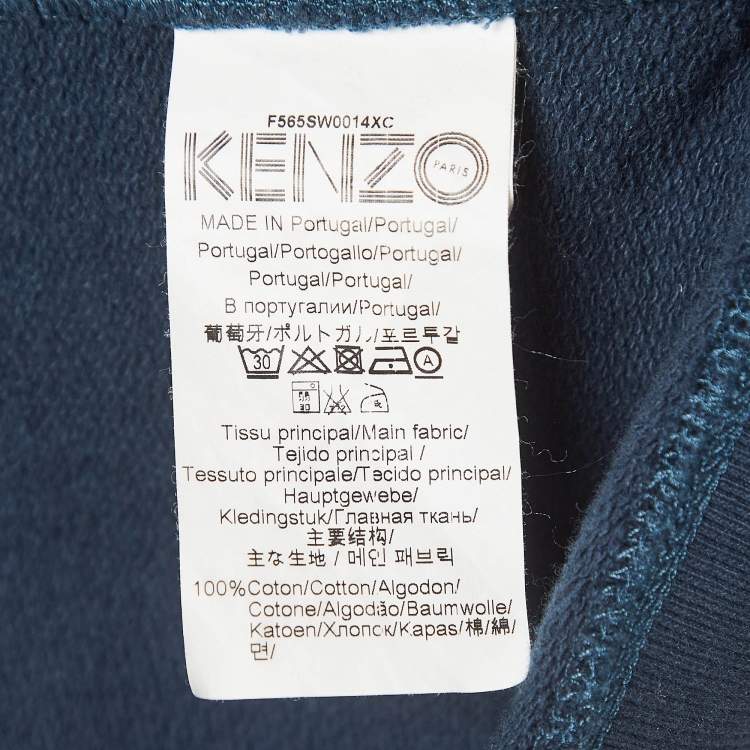 F565SW0014XC
KENZO PARIS
MADE IN Portugal/Portugal/
Portugal/Portogallo/Portugal/
Portugal/Portugal/
В португалии/Portugal/
葡萄牙/ポルトガル/포르투갈
30 A
Tissu principal/Main fabric/
Tejido principal /
Tessuto principale/Tecido principal/
Hauptgewebe/
Kledingstuk/Главная ткань/
主要结构/
主な生地 / 메인 패브릭
100%Coton/Cotton/Algodon/
Cotone/Algodão/Baumwolle/
Katoen/Хлопск/Kapas/棉/綿/
면/